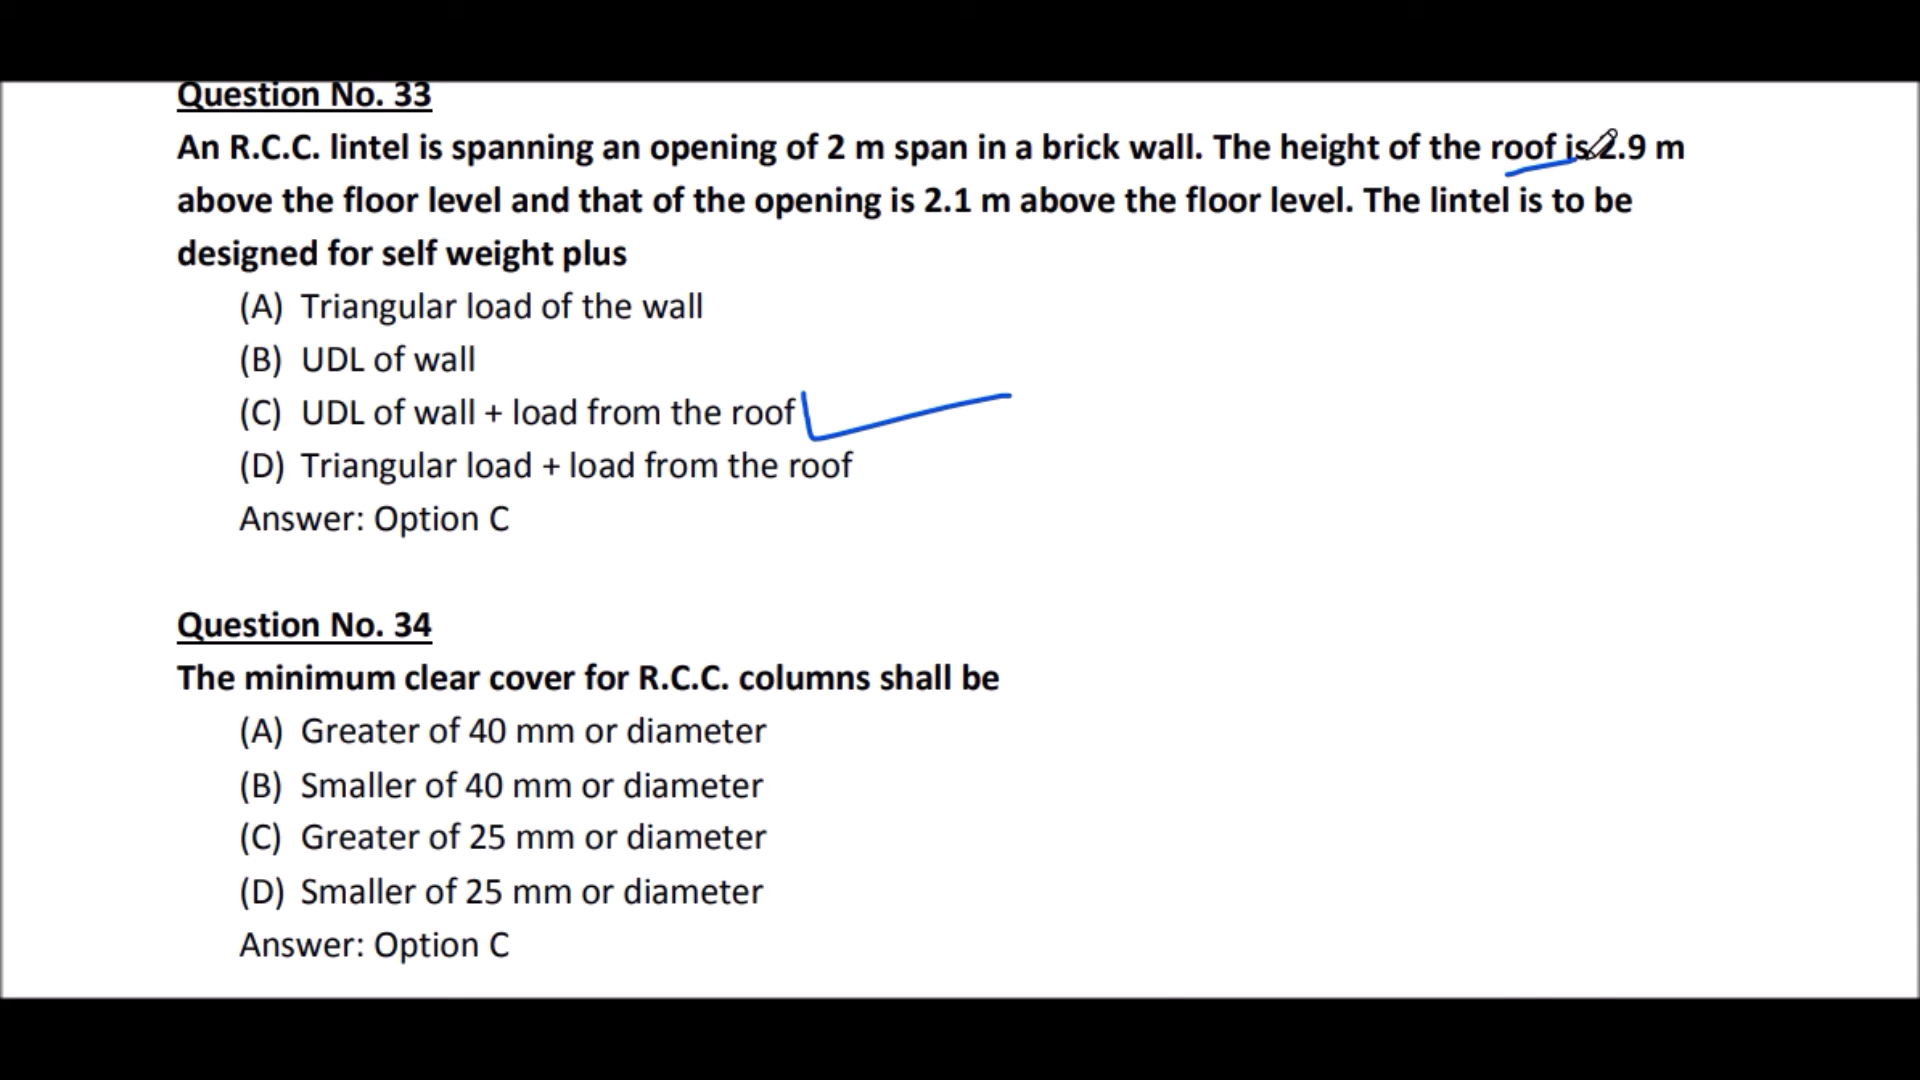 Question No. 33
An R.C.C. lintel is spanning an opening of 2 m span in a brick wall. The height of the roof is 2.9 m
above the floor level and that of the opening is 2.1 m above the floor level. The lintel is to be
designed for self weight plus
(A) Triangular load of the wall
(B) UDL of wall
(C) UDL of wall + load from the roof
(D) Triangular load + load from the roof
Answer: Option C
Question No. 34
The minimum clear cover for R.C.C. columns shall be
(A) Greater of 40 mm or diameter
(B) Smaller of 40 mm or diameter
(C) Greater of 25 mm or diameter
(D) Smaller of 25 mm or diameter
Answer: Option C